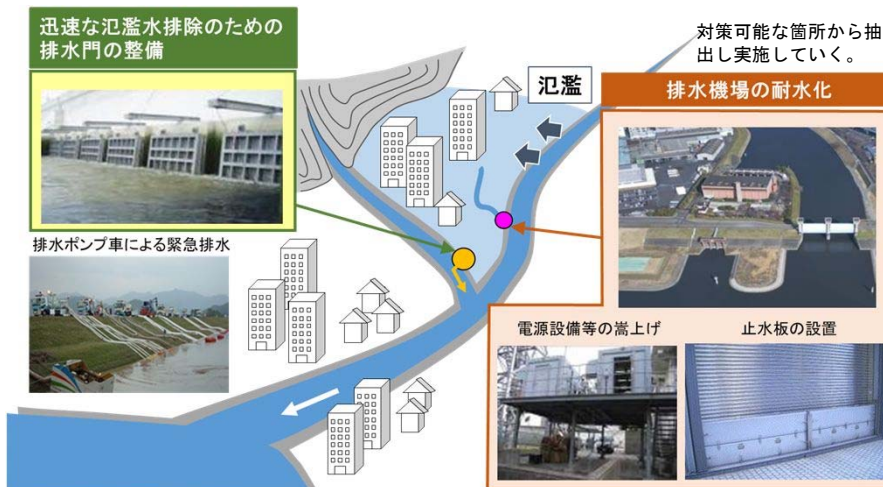 迅速な氾濫水排除のための
排水門の整備
対策可能な箇所から抽
出し実施していく。
氾濫
排水機場の耐水化
排水ポンプ車による緊急排水
電源設備等の嵩上げ
止水板の設置